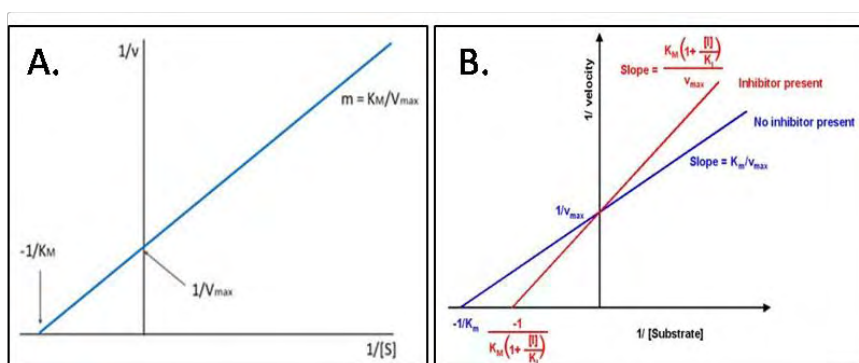 A.
1/v
m = KM/Vmax
-1/KM
1/Vmax
1/[S]
B.
1/ velocity
Slope = KM(1+ [I]/Ki) / vmax
Inhibitor present
No inhibitor present
Slope = Km/vmax
1/vmax
-1/Km
-1 / KM(1+ [I]/Ki)
1/ [Substrate]